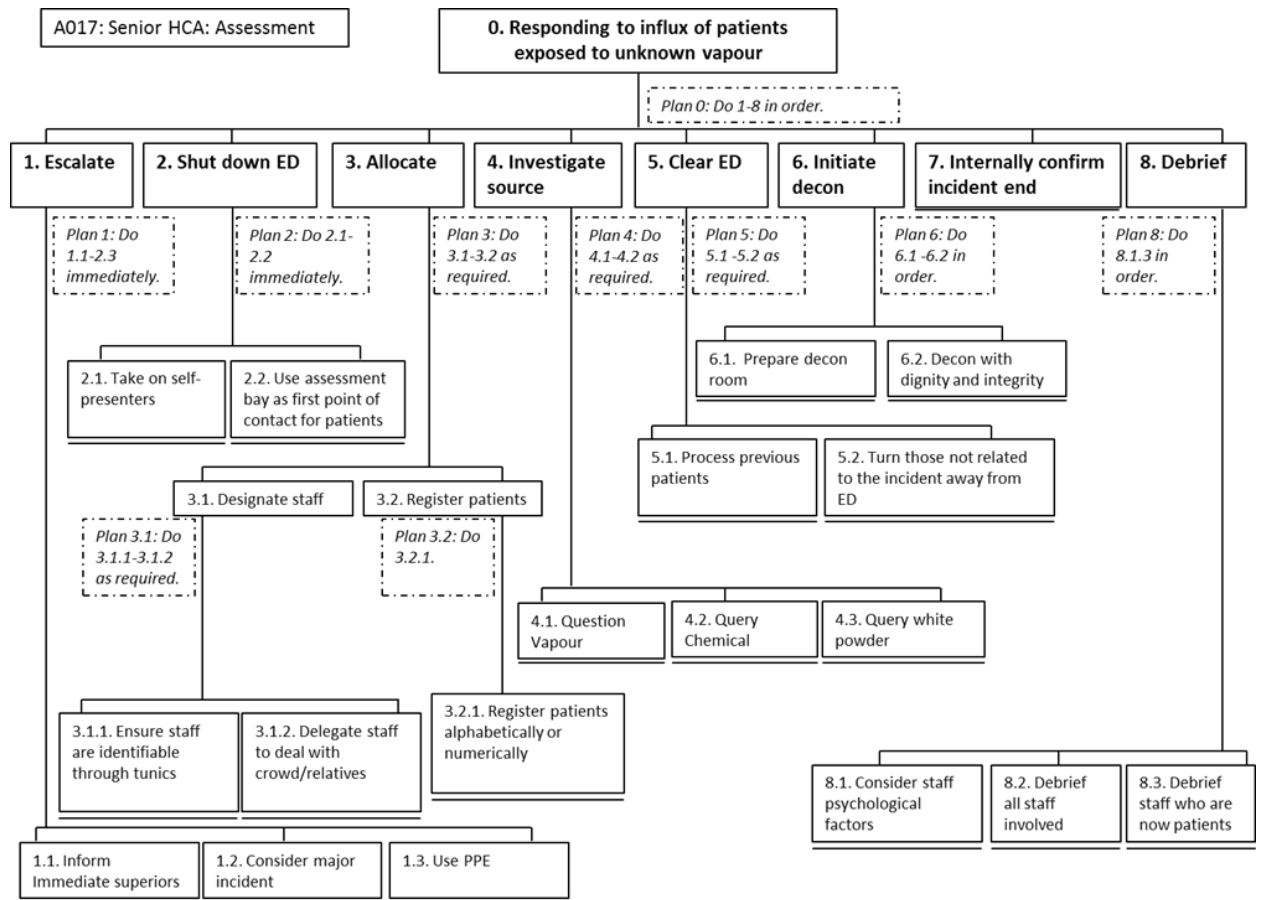 A017: Senior HCA: Assessment
0. Responding to influx of patients
exposed to unknown vapour
Plan 0: Do 1-8 in order.
1. Escalate
2. Shut down ED
3. Allocate
4. Investigate
source
5. Clear ED
6. Initiate
decon
7. Internally confirm
incident end
8. Debrief
Plan 1: Do
1.1-2.3
immediately.
Plan 2: Do 2.1-
2.2
immediately.
Plan 3: Do
3.1-3.2 as
required.
Plan 4: Do
4.1-4.2 as
required.
Plan 5: Do
5.1 -5.2 as
required.
Plan 6: Do
6.1 -6.2 in
order.
Plan 8: Do
8.1.3 in
order.
6.1. Prepare decon
room
6.2. Decon with
dignity and integrity
2.1. Take on self-
presenters
2.2. Use assessment
bay as first point of
contact for patients
5.1. Process previous
patients
5.2. Turn those not related
to the incident away from
ED
3.1. Designate staff
3.2. Register patients
Plan 3.1: Do
3.1.1-3.1.2
as required.
Plan 3.2: Do
3.2.1.
4.1. Question
Vapour
4.2. Query
Chemical
4.3. Query white
powder
3.1.1. Ensure staff
are identifiable
through tunics
3.1.2. Delegate staff
to deal with
crowd/relatives
3.2.1. Register patients
alphabetically or
numerically
8.1. Consider staff
psychological
factors
8.2. Debrief
all staff
involved
8.3. Debrief
staff who are
now patients
1.1. Inform
Immediate superiors
1.2. Consider major
incident
1.3. Use PPE